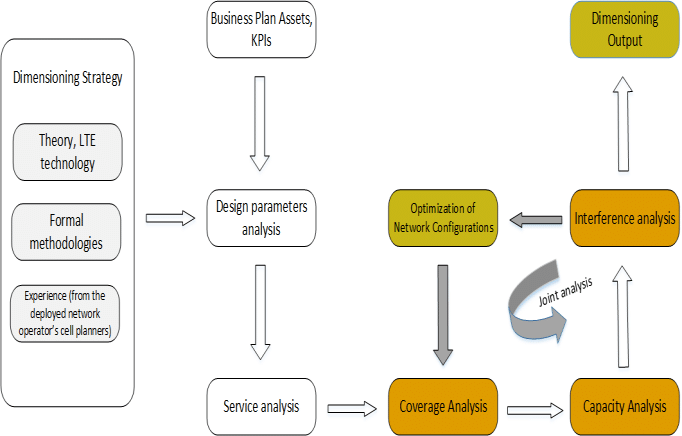 Business Plan Assets,
KPIs
Dimensioning
Output
Dimensioning Strategy
Theory, LTE
technology
Formal
methodologies
Experience (from the
deployed network
operator's cell planners)
Design parameters
analysis
Optimization of
Network Configurations
Interference analysis
Joint analysis
Service analysis
Coverage Analysis
Capacity Analysis